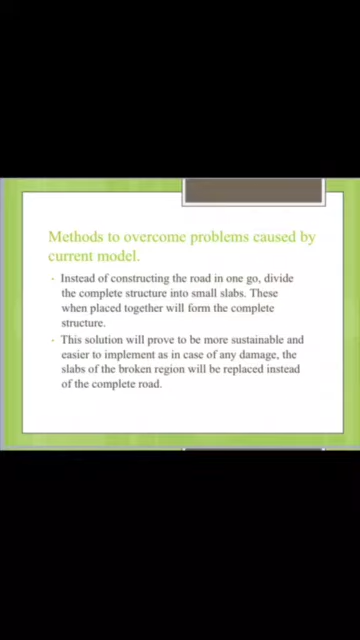 Methods to overcome problems caused by
current model.
· Instead of constructing the road in one go, divide
the complete structure into small slabs. These
when placed together will form the complete
structure.
· This solution will prove to be more sustainable and
easier to implement as in case of any damage, the
slabs of the broken region will be replaced instead
of the complete road.